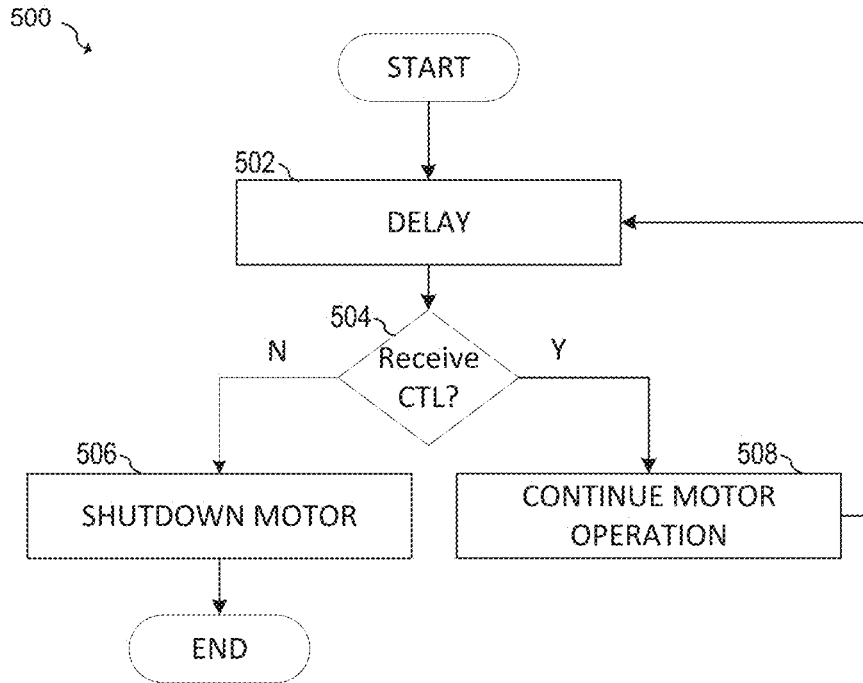 500
START
502
DELAY
504
N
Receive
CTL?
Y
506
SHUTDOWN MOTOR
508
CONTINUE MOTOR
OPERATION
END